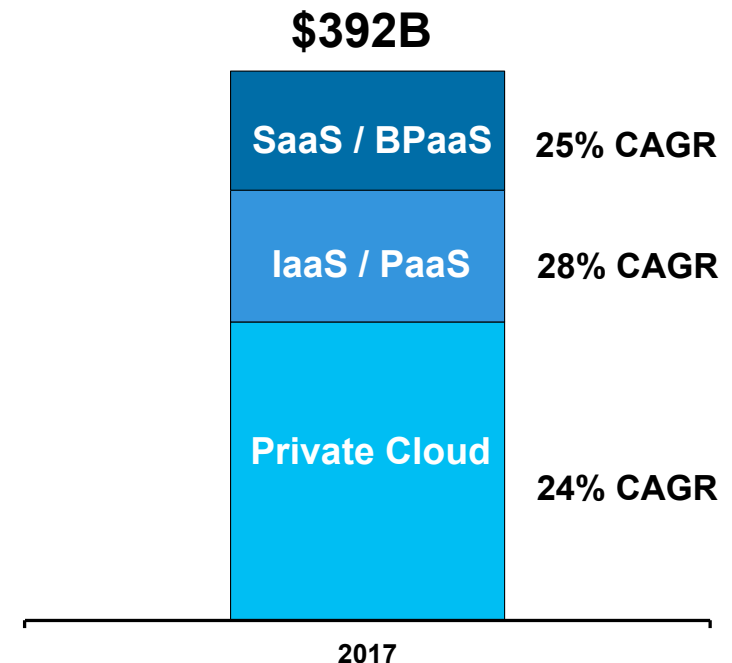 $392B
SaaS / BPaaS
25% CAGR
IaaS / PaaS
28% CAGR
Private Cloud
24% CAGR
2017